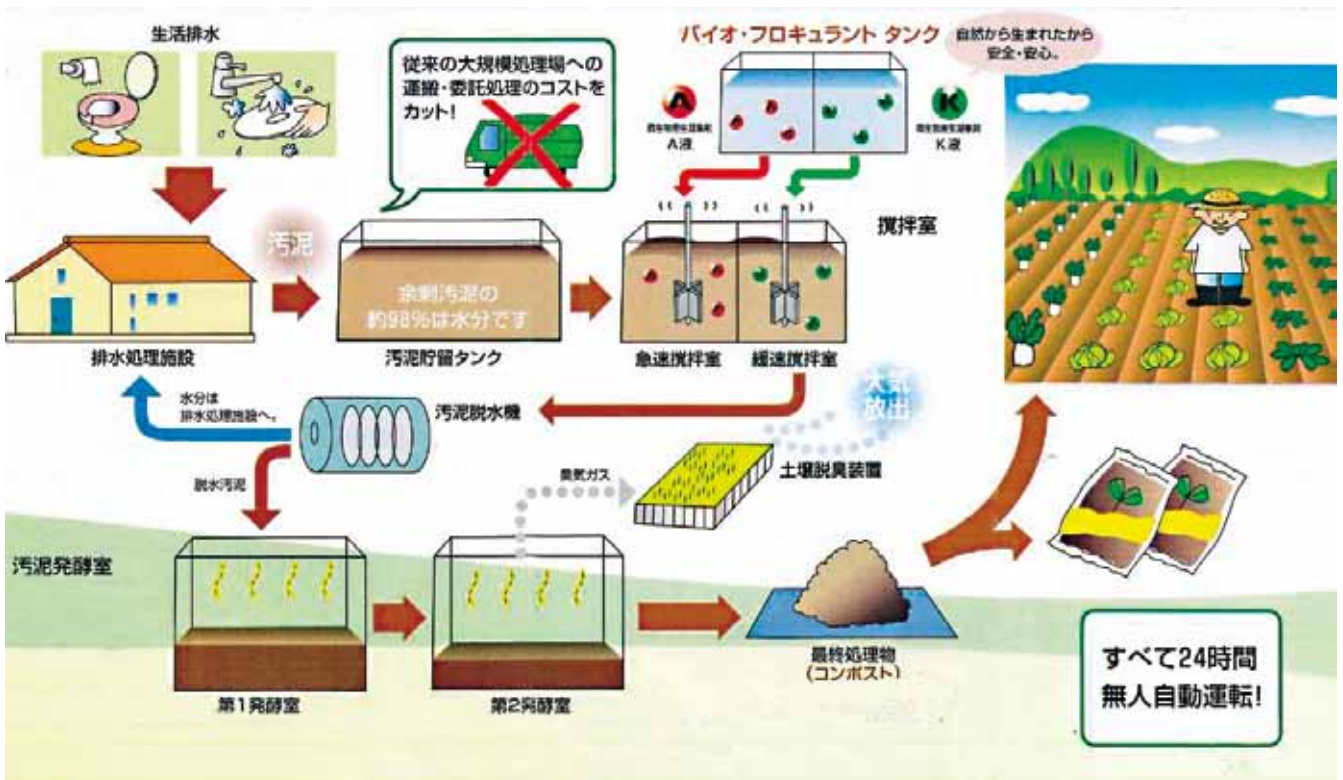 生活排水
従来の大規模処理場への
運搬・委託処理のコストを
カット!
バイオ・フロキュラント タンク
自然から生まれたから
安全・安心。
A
A液
K
K液
汚泥
攪拌室
余剰汚泥の
約98%は水分です
排水処理施設
汚泥貯留タンク
急速攪拌室
緩速攪拌室
大気
放出
水分は
排水処理施設へ。
汚泥脱水機
脱水汚泥
臭気ガス
土壌脱臭装置
汚泥発酵室
第1発酵室
第2発酵室
最終処理物
(コンポスト)
すべて24時間
無人自動運転!